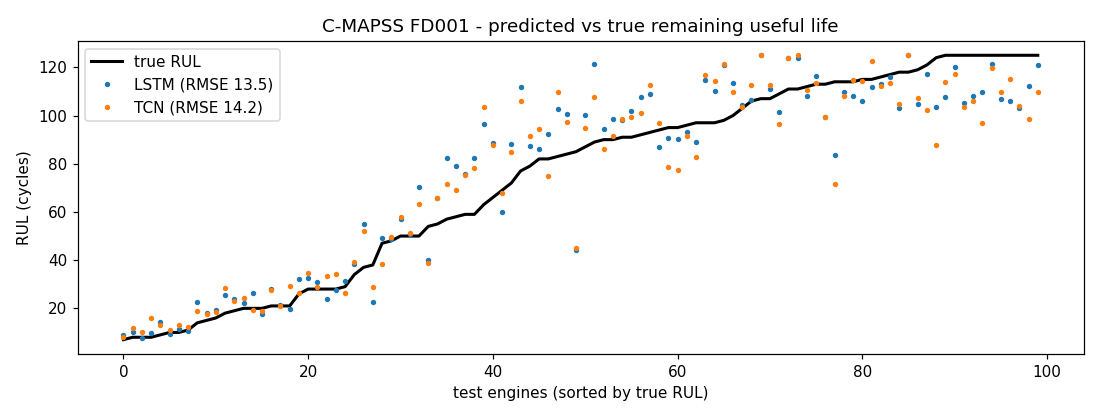 C-MAPSS FD001 - predicted vs true remaining useful life
true RUL
LSTM (RMSE 13.5)
TCN (RMSE 14.2)
RUL (cycles)
120
100
80
60
40
20
0
20
40
60
80
100
test engines (sorted by true RUL)